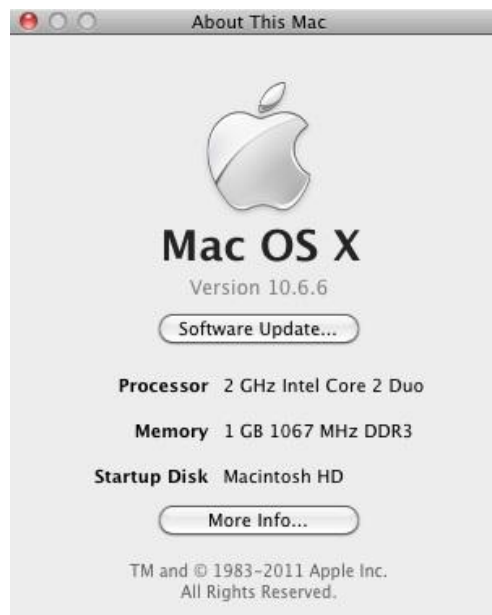 About This Mac
Mac OS X
Version 10.6.6
Software Update...
Processor 2 GHz Intel Core 2 Duo
Memory 1 GB 1067 MHz DDR3
Startup Disk Macintosh HD
More Info...
TM and © 1983–2011 Apple Inc.
All Rights Reserved.